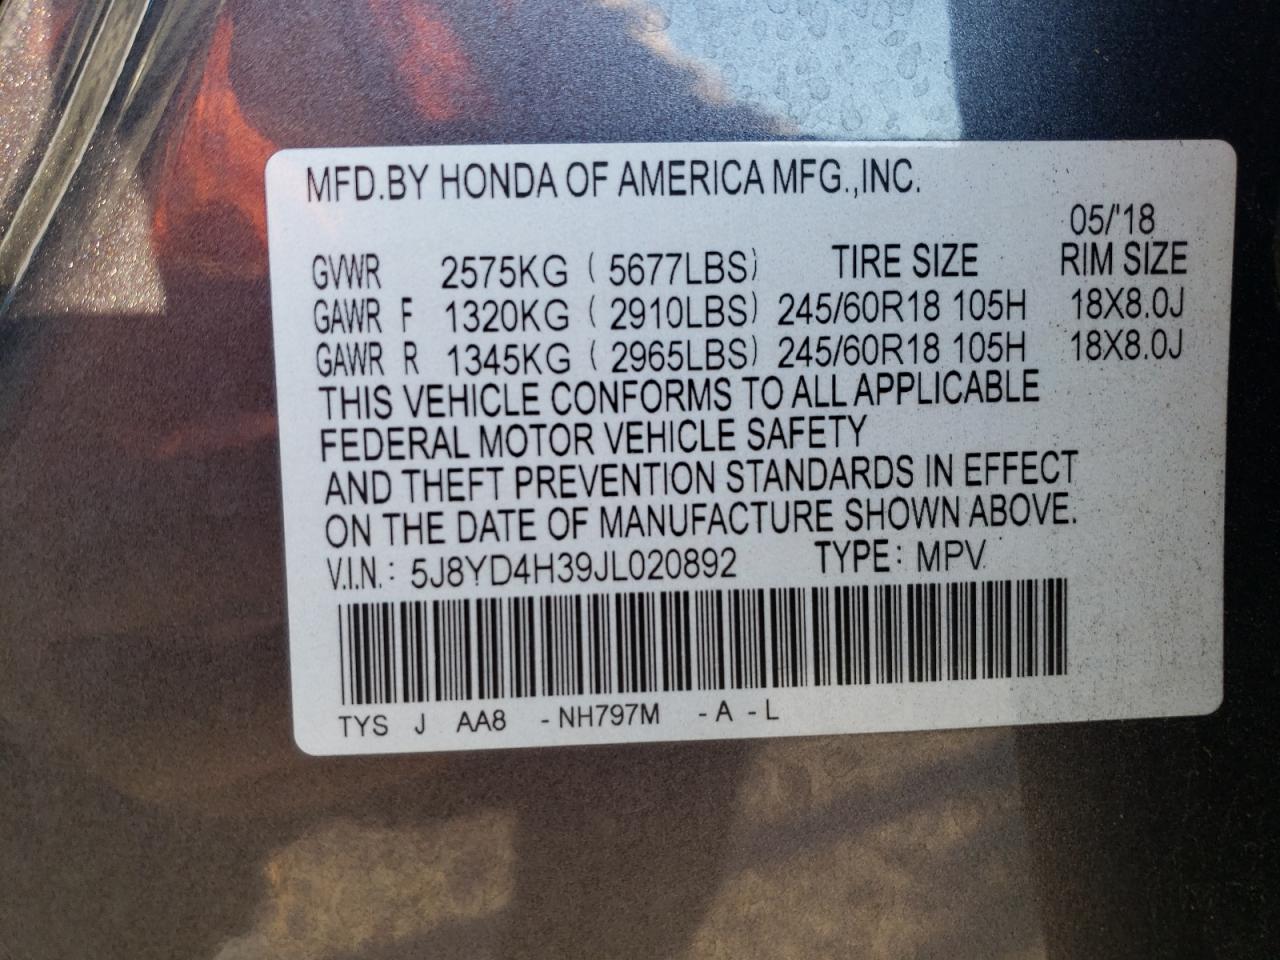 MFD.BY HONDA OF AMERICA MFG.,INC.
05/'18
GVWR 2575KG ( 5677LBS) TIRE SIZE RIM SIZE
GAWR F 1320KG ( 2910LBS) 245/60R18 105H 18X8.0J
GAWR R 1345KG ( 2965LBS) 245/60R18 105H 18X8.0J
THIS VEHICLE CONFORMS TO ALL APPLICABLE
FEDERAL MOTOR VEHICLE SAFETY
AND THEFT PREVENTION STANDARDS IN EFFECT
ON THE DATE OF MANUFACTURE SHOWN ABOVE.
V.I.N.: 5J8YD4H39JL020892 TYPE: MPV
TYS J AA8 -NH797M -A -L